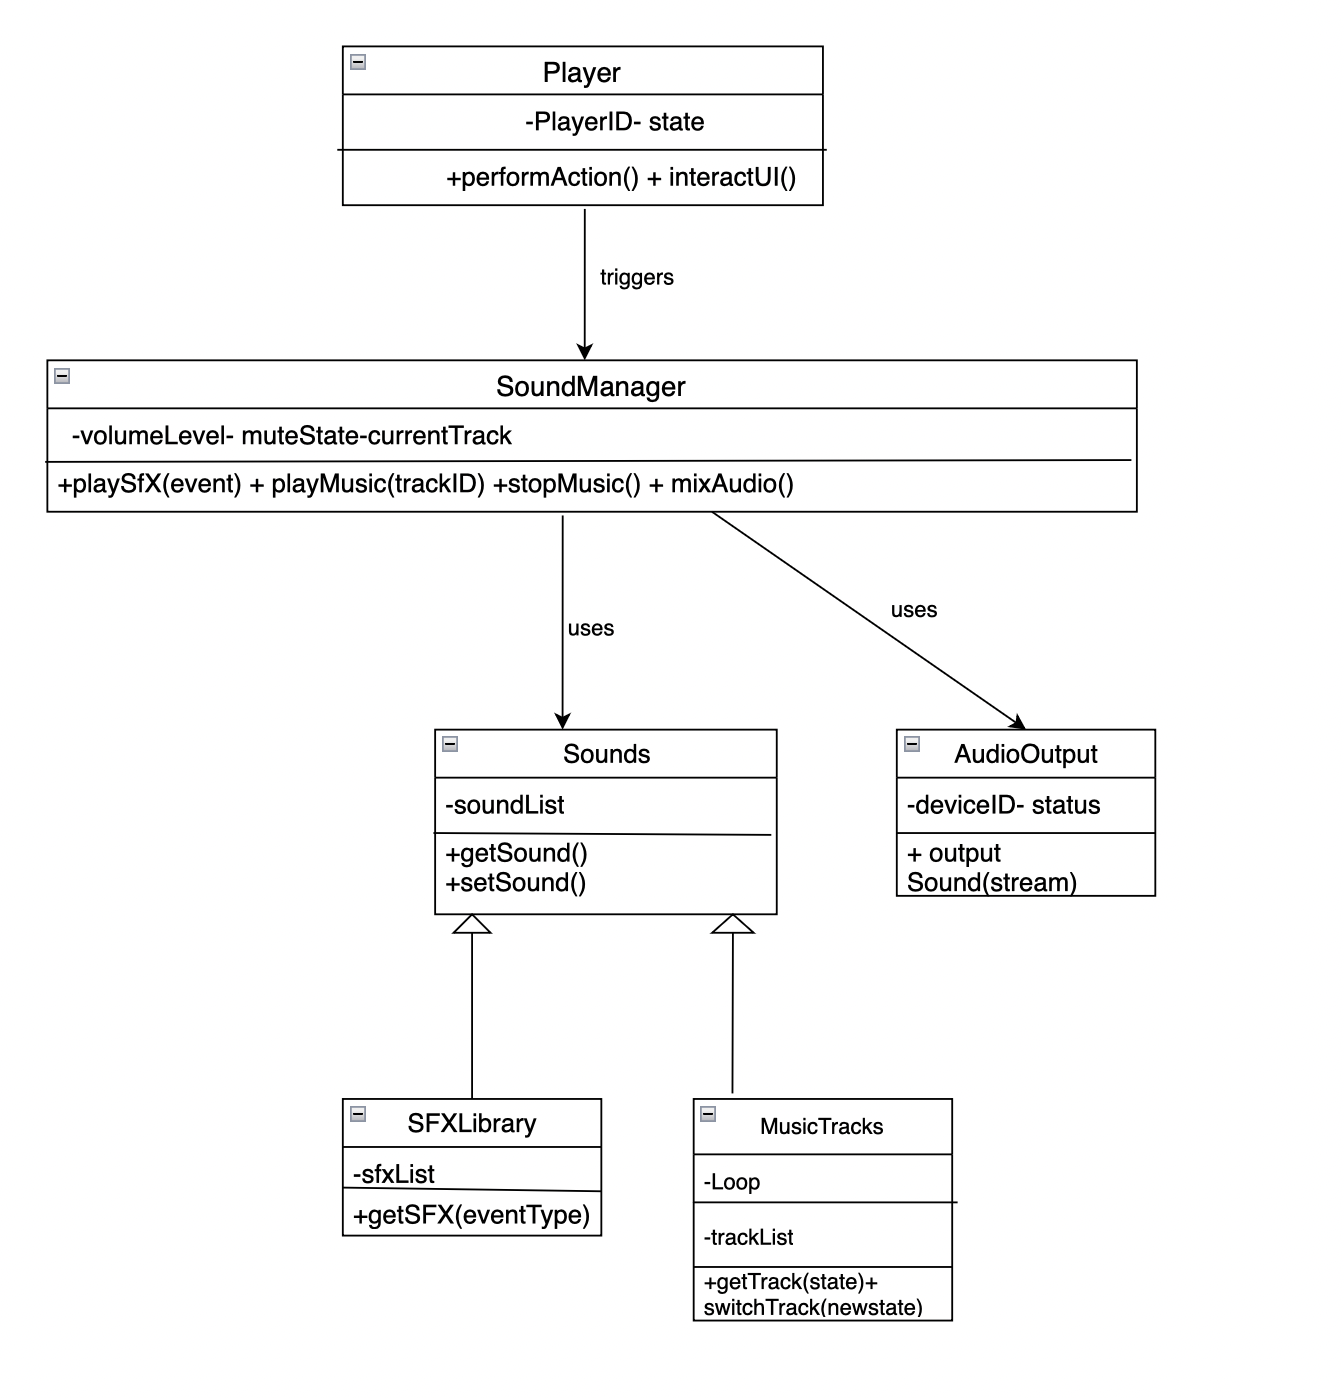 Player
-PlayerID- state
+performAction() + interactUI()
triggers
SoundManager
-volumeLevel- muteState-currentTrack
+playSfX(event) + playMusic(trackID) +stopMusic() + mixAudio()
uses
uses
Sounds
-soundList
+getSound()
+setSound()
AudioOutput
-deviceID- status
+ output
Sound(stream)
SFXLibrary
-sfxList
+getSFX(eventType)
MusicTracks
-Loop
-trackList
+getTrack(state)+
switchTrack(newstate)